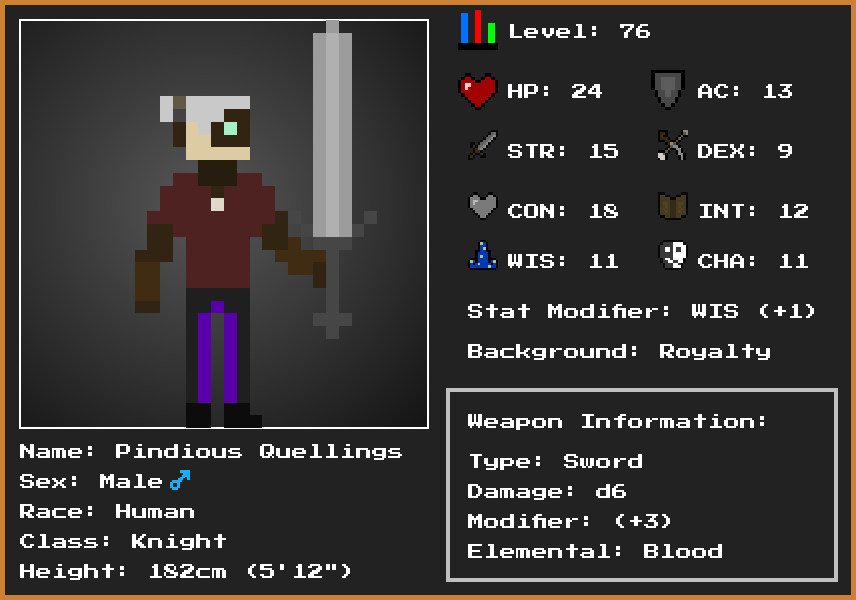 Level: 76
HP: 24
AC: 13
STR: 15
DEX: 9
CON: 18
INT: 12
WIS: 11
CHA: 11
Stat Modifier: WIS (+1)
Background: Royalty
Weapon Information:
Type: Sword
Damage: d6
Modifier: (+3)
Elemental: Blood
Name: Pindious Quellings
Sex: Male ♂
Race: Human
Class: Knight
Height: 182cm (5'12")